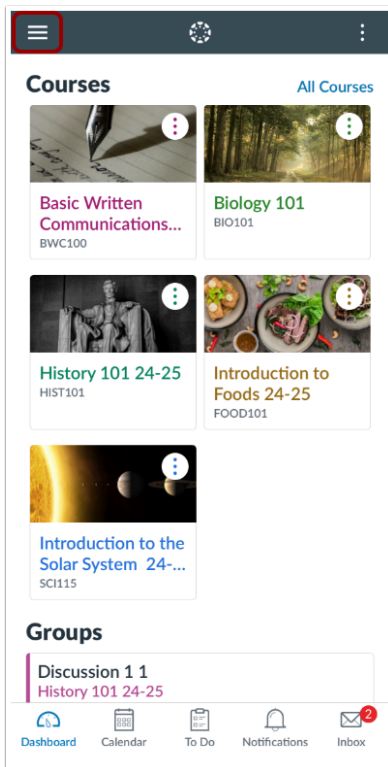 Courses
All Courses
Basic Written
Communications...
BWC100
Biology 101
BIO101
History 101 24-25
HIST101
Introduction to
Foods 24-25
FOOD101
Introduction to the
Solar System 24-...
SCI115
Groups
Discussion 1 1
History 101 24-25
2
Dashboard
Calendar
To Do
Notifications
Inbox